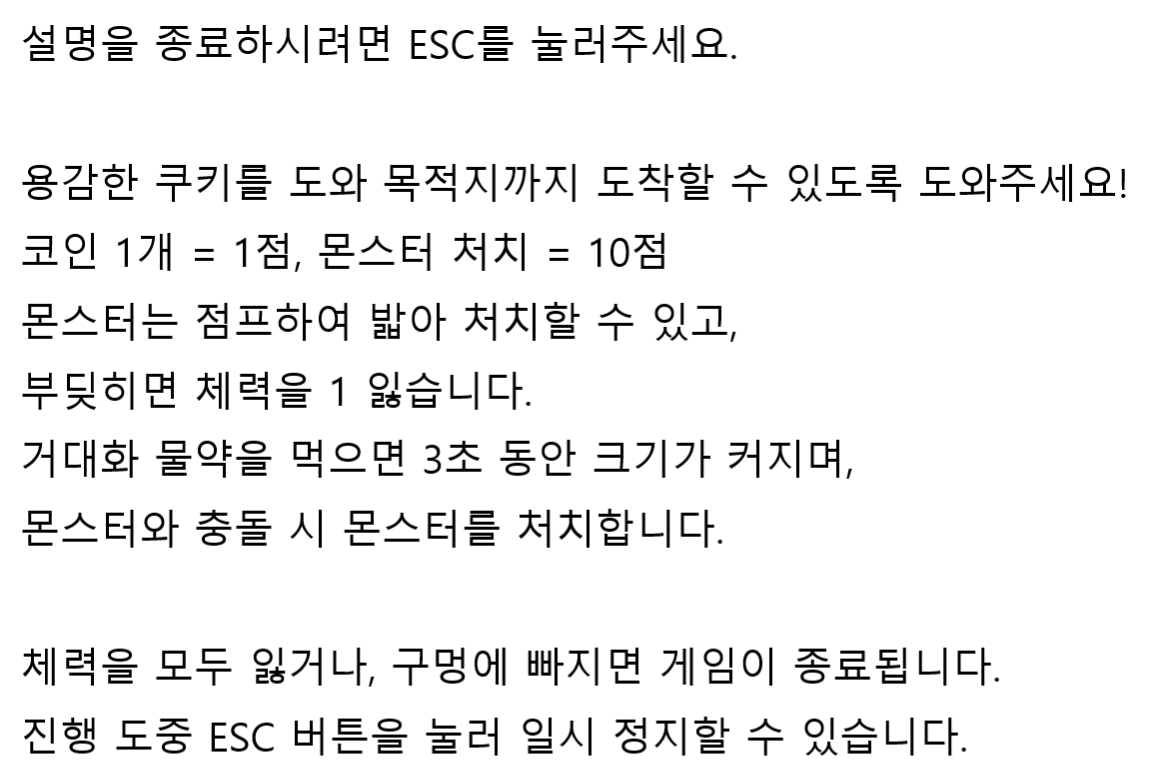 설명을 종료하시려면 ESC를 눌러주세요.
용감한 쿠키를 도와 목적지까지 도착할 수 있도록 도와주세요!
코인 1개 = 1점, 몬스터 처치 = 10점
몬스터는 점프하여 밟아 처치할 수 있고,
부딪히면 체력을 1 잃습니다.
거대화 물약을 먹으면 3초 동안 크기가 커지며,
몬스터와 충돌 시 몬스터를 처치합니다.
체력을 모두 잃거나, 구멍에 빠지면 게임이 종료됩니다.
진행 도중 ESC 버튼을 눌러 일시 정지할 수 있습니다.